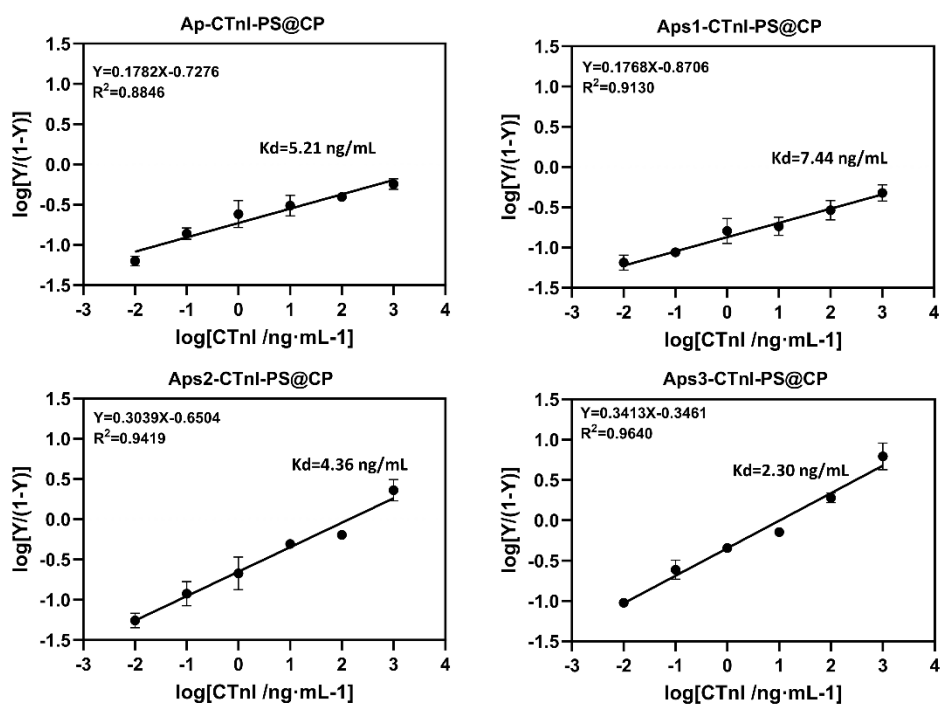 Ap-CTnI-PS@CP
Y=0.1782X-0.7276
R²=0.8846
Kd=5.21 ng/mL
log[Y/(1-Y)]
1.5
1.0
0.5
0.0
-0.5
-1.0
-1.5
-3 -2 -1 0 1 2 3 4
log[CTnI /ng·mL-1]
Aps1-CTnI-PS@CP
Y=0.1768X-0.8706
R²=0.9130
Kd=7.44 ng/mL
log[Y/(1-Y)]
1.5
1.0
0.5
0.0
-0.5
-1.0
-1.5
-3 -2 -1 0 1 2 3 4
log[CTnI /ng·mL-1]
Aps2-CTnI-PS@CP
Y=0.3039X-0.6504
R²=0.9419
Kd=4.36 ng/mL
log[Y/(1-Y)]
1.5
1.0
0.5
0.0
-0.5
-1.0
-1.5
-3 -2 -1 0 1 2 3 4
log[CTnI /ng·mL-1]
Aps3-CTnI-PS@CP
Y=0.3413X-0.3461
R²=0.9640
Kd=2.30 ng/mL
log[Y/(1-Y)]
1.5
1.0
0.5
0.0
-0.5
-1.0
-1.5
-3 -2 -1 0 1 2 3 4
log[CTnI /ng·mL-1]